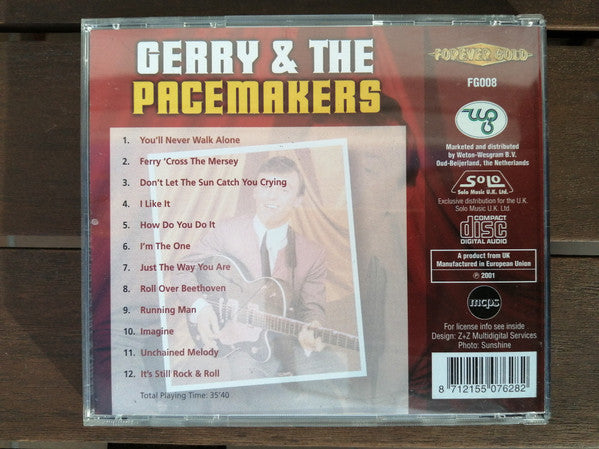 GERRY & THE
PACEMAKERS
1. You'll Never Walk Alone
2. Ferry 'Cross The Mersey
3. Don't Let The Sun Catch You Crying
4. I Like It
5. How Do You Do It
6. I'm The One
7. Just The Way You Are
8. Roll Over Beethoven
9. Running Man
10. Imagine
11. Unchained Melody
12. It's Still Rock & Roll
Total Playing Time: 35'40
FOREVER GOLD
FG008
wg
Marketed and distributed
by Weton-Wesgram B.V.
Oud-Beijerland, the Netherlands
SOLO
Solo Music U.K. Ltd.
Exclusive distribution for the U.K.
Solo Music U.K. Ltd.
COMPACT
disc
DIGITAL AUDIO
A product from UK
Manufactured in European Union
℗ 2001
mcps
For license info see inside
Design: Z+Z Multidigital Services
Photo: Sunshine
8 712155 076282